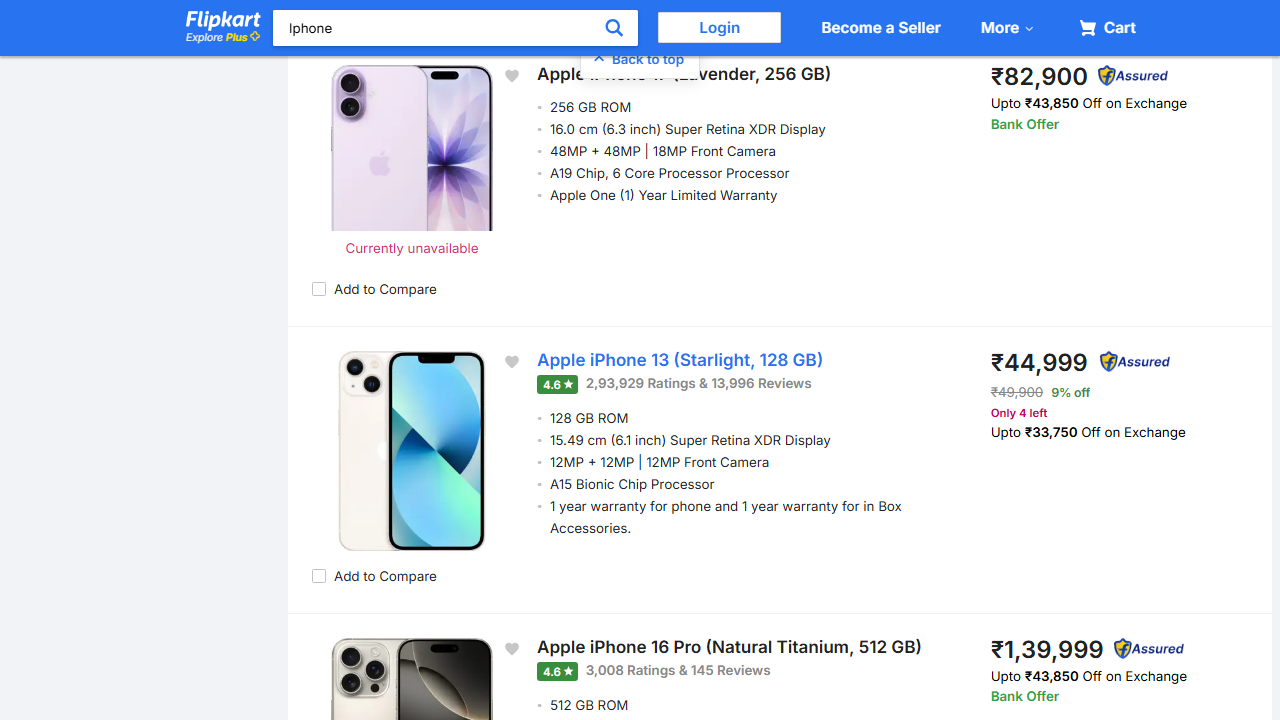 Flipkart
Explore Plus
Iphone
Login
Become a Seller
More
Cart
Back to top
Apple iPhone 17 (Lavender, 256 GB)
256 GB ROM
16.0 cm (6.3 inch) Super Retina XDR Display
48MP + 48MP | 18MP Front Camera
A19 Chip, 6 Core Processor Processor
Apple One (1) Year Limited Warranty
₹82,900
Assured
Upto ₹43,850 Off on Exchange
Bank Offer
Currently unavailable
Add to Compare
Apple iPhone 13 (Starlight, 128 GB)
4.6 ★ 2,93,929 Ratings & 13,996 Reviews
128 GB ROM
15.49 cm (6.1 inch) Super Retina XDR Display
12MP + 12MP | 12MP Front Camera
A15 Bionic Chip Processor
1 year warranty for phone and 1 year warranty for in Box
Accessories.
₹44,999
Assured
₹49,900 9% off
Only 4 left
Upto ₹33,750 Off on Exchange
Add to Compare
Apple iPhone 16 Pro (Natural Titanium, 512 GB)
4.6 ★ 3,008 Ratings & 145 Reviews
512 GB ROM
₹1,39,999
Assured
Upto ₹43,850 Off on Exchange
Bank Offer